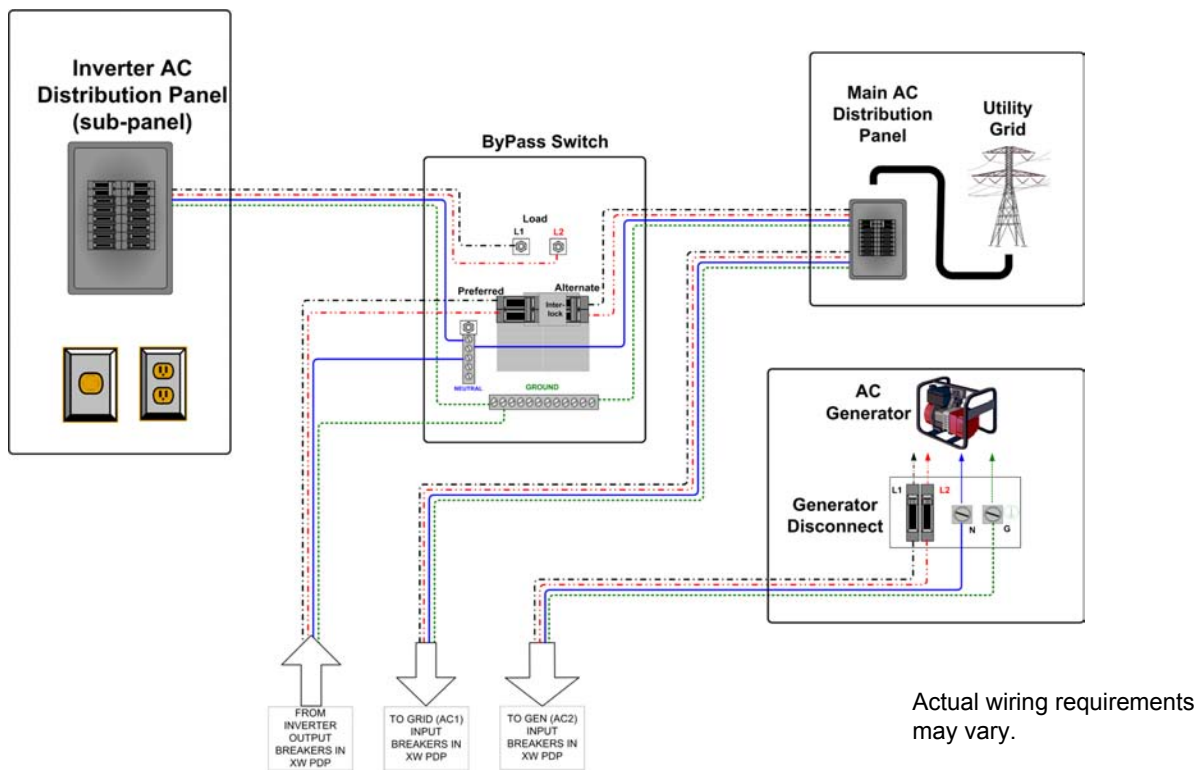 Inverter AC
Distribution Panel
(sub-panel)
ByPass Switch
Load
L1
L2
Preferred
Alternate
Inter-
lock
NEUTRAL
GROUND
Main AC
Distribution
Panel
Utility
Grid
AC
Generator
L1
L2
Generator
Disconnect
N
G
FROM
INVERTER
OUTPUT
BREAKERS IN
XW PDP
TO GRID (AC1)
INPUT
BREAKERS IN
XW PDP
TO GEN (AC2)
INPUT
BREAKERS IN
XW PDP
Actual wiring requirements
may vary.